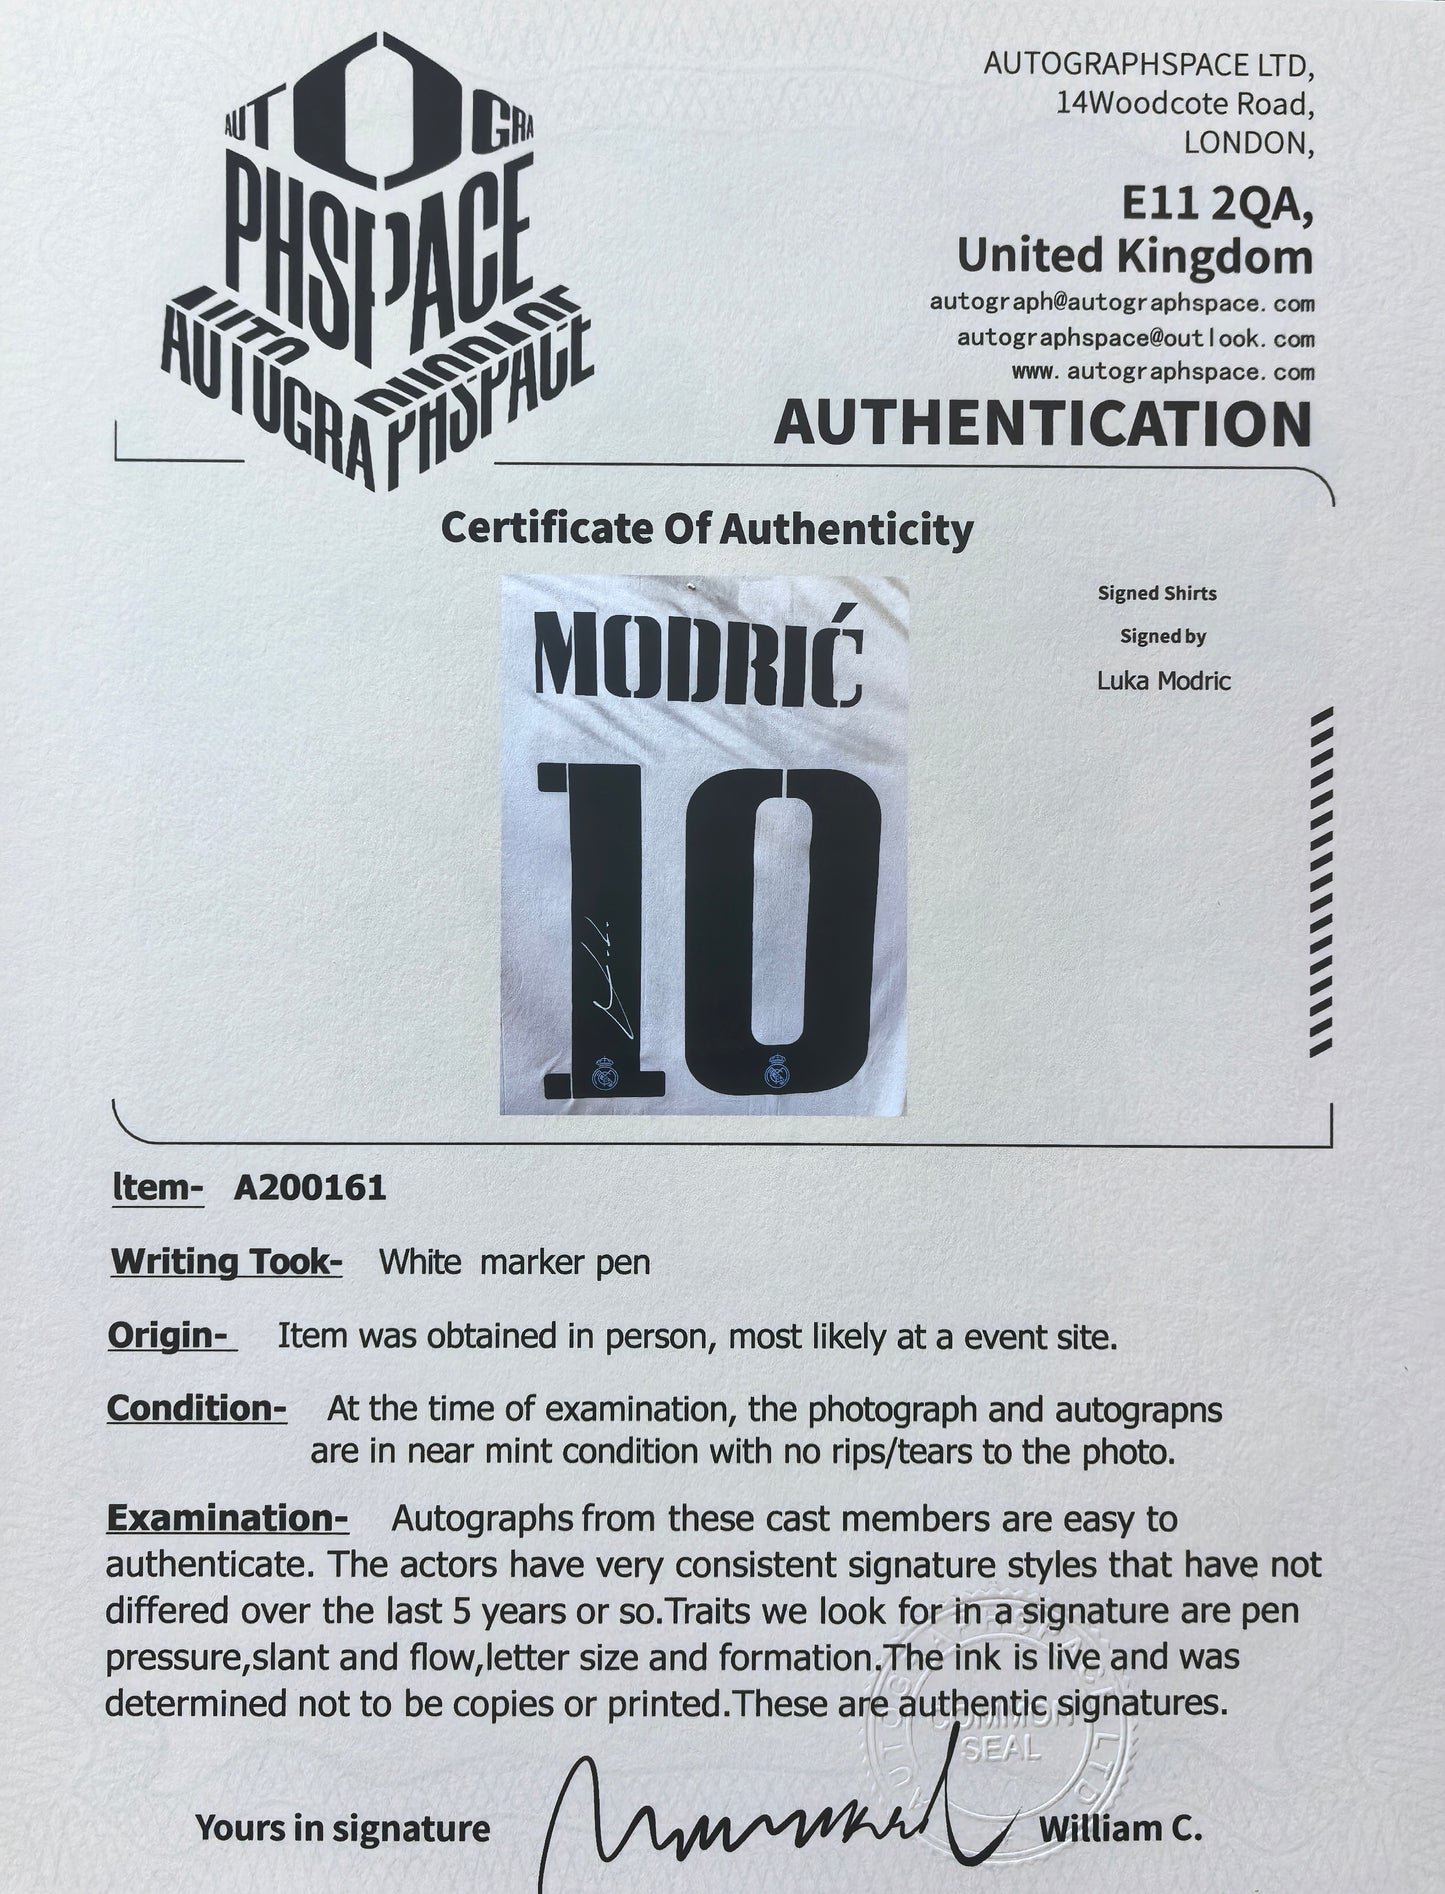 AUTOGRA
PHSPACE
AUTOGRAPHSPACE
AUTOGRAPHSPACE LTD,
14Woodcote Road,
LONDON,
E11 2QA,
United Kingdom
autograph@autographspace.com
autographspace@outlook.com
www.autographspace.com
AUTHENTICATION
Certificate Of Authenticity
MODRIĆ
10
Signed Shirts
Signed by
Luka Modric
Item- A200161
Writing Took- White marker pen
Origin- Item was obtained in person, most likely at a event site.
Condition- At the time of examination, the photograph and autograpns
are in near mint condition with no rips/tears to the photo.
Examination- Autographs from these cast members are easy to
authenticate. The actors have very consistent signature styles that have not
differed over the last 5 years or so.Traits we look for in a signature are pen
pressure,slant and flow,letter size and formation.The ink is live and was
determined not to be copies or printed.These are authentic signatures.
AUTOGRAPHSPACE LTD
COMMON
SEAL
Yours in signature
William C.